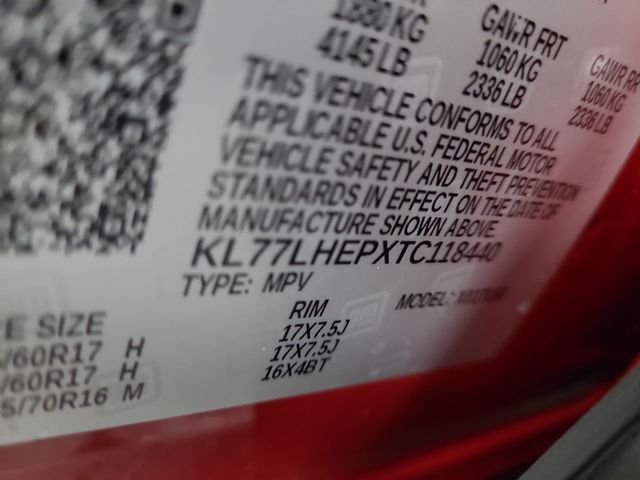 1880 KG
4145 LB
GAWR FRT
1060 KG
2336 LB
GAWR RR
1060 KG
2336 LB
THIS VEHICLE CONFORMS TO ALL
APPLICABLE U.S. FEDERAL MOTOR
VEHICLE SAFETY AND THEFT PREVENTION
STANDARDS IN EFFECT ON THE DATE OF
MANUFACTURE SHOWN ABOVE.
KL77LHEPXTC118440
TYPE: MPV
MODEL:
SIZE
/60R17 H
/60R17 H
5/70R16 M
RIM
17X7.5J
17X7.5J
16X4BT